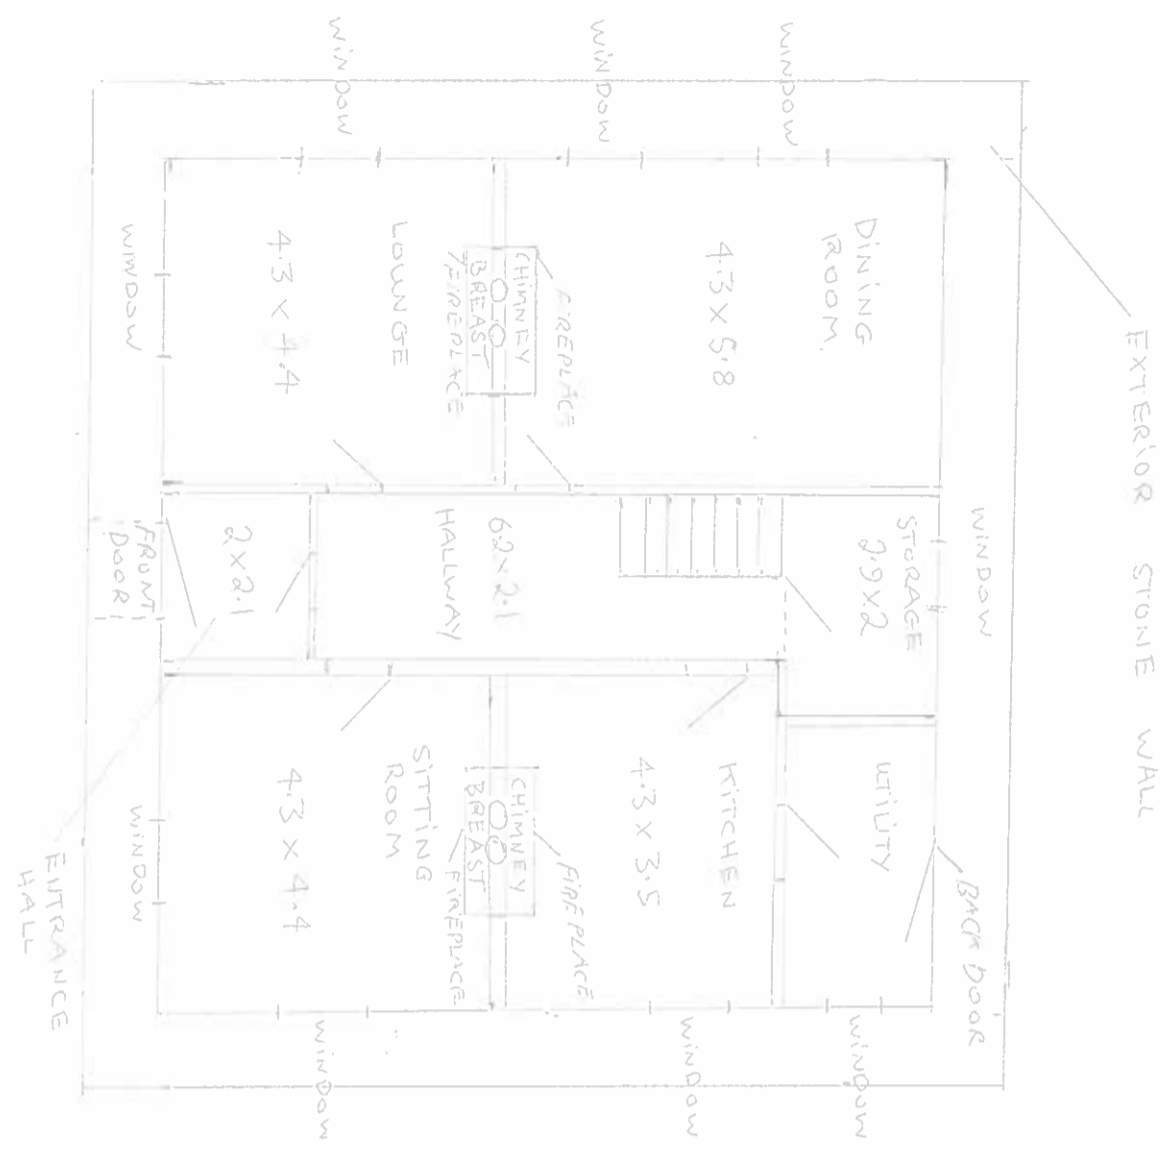 WINDOW
WINDOW
WINDOW
WINDOW
LOUNGE
4.3 x 4.4
CHIMNEY
BREAST
/FIREPLACE
FIREPLACE
DINING
ROOM.
4.3 x 5.8
EXTERIOR STONE WALL
FRONT
DOOR
2 x 2.1
HALLWAY
6.2 x 2.1
STORAGE
2.9 x 2
WINDOW
SITTING
ROOM
4.3 x 4.4
CHIMNEY
BREAST
FIREPLACE
FIREPLACE
KITCHEN
4.3 x 3.5
UTILITY
BACK DOOR
WINDOW
ENTRANCE
HALL
WINDOW
WINDOW
WINDOW